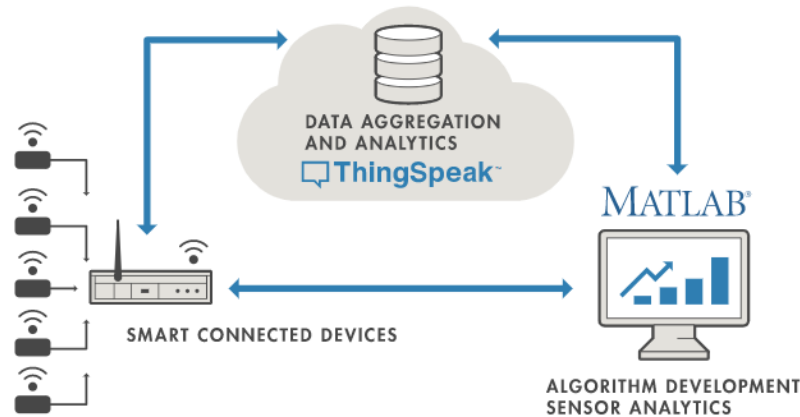 DATA AGGREGATION
AND ANALYTICS
ThingSpeak™
MATLAB®
SMART CONNECTED DEVICES
ALGORITHM DEVELOPMENT
SENSOR ANALYTICS